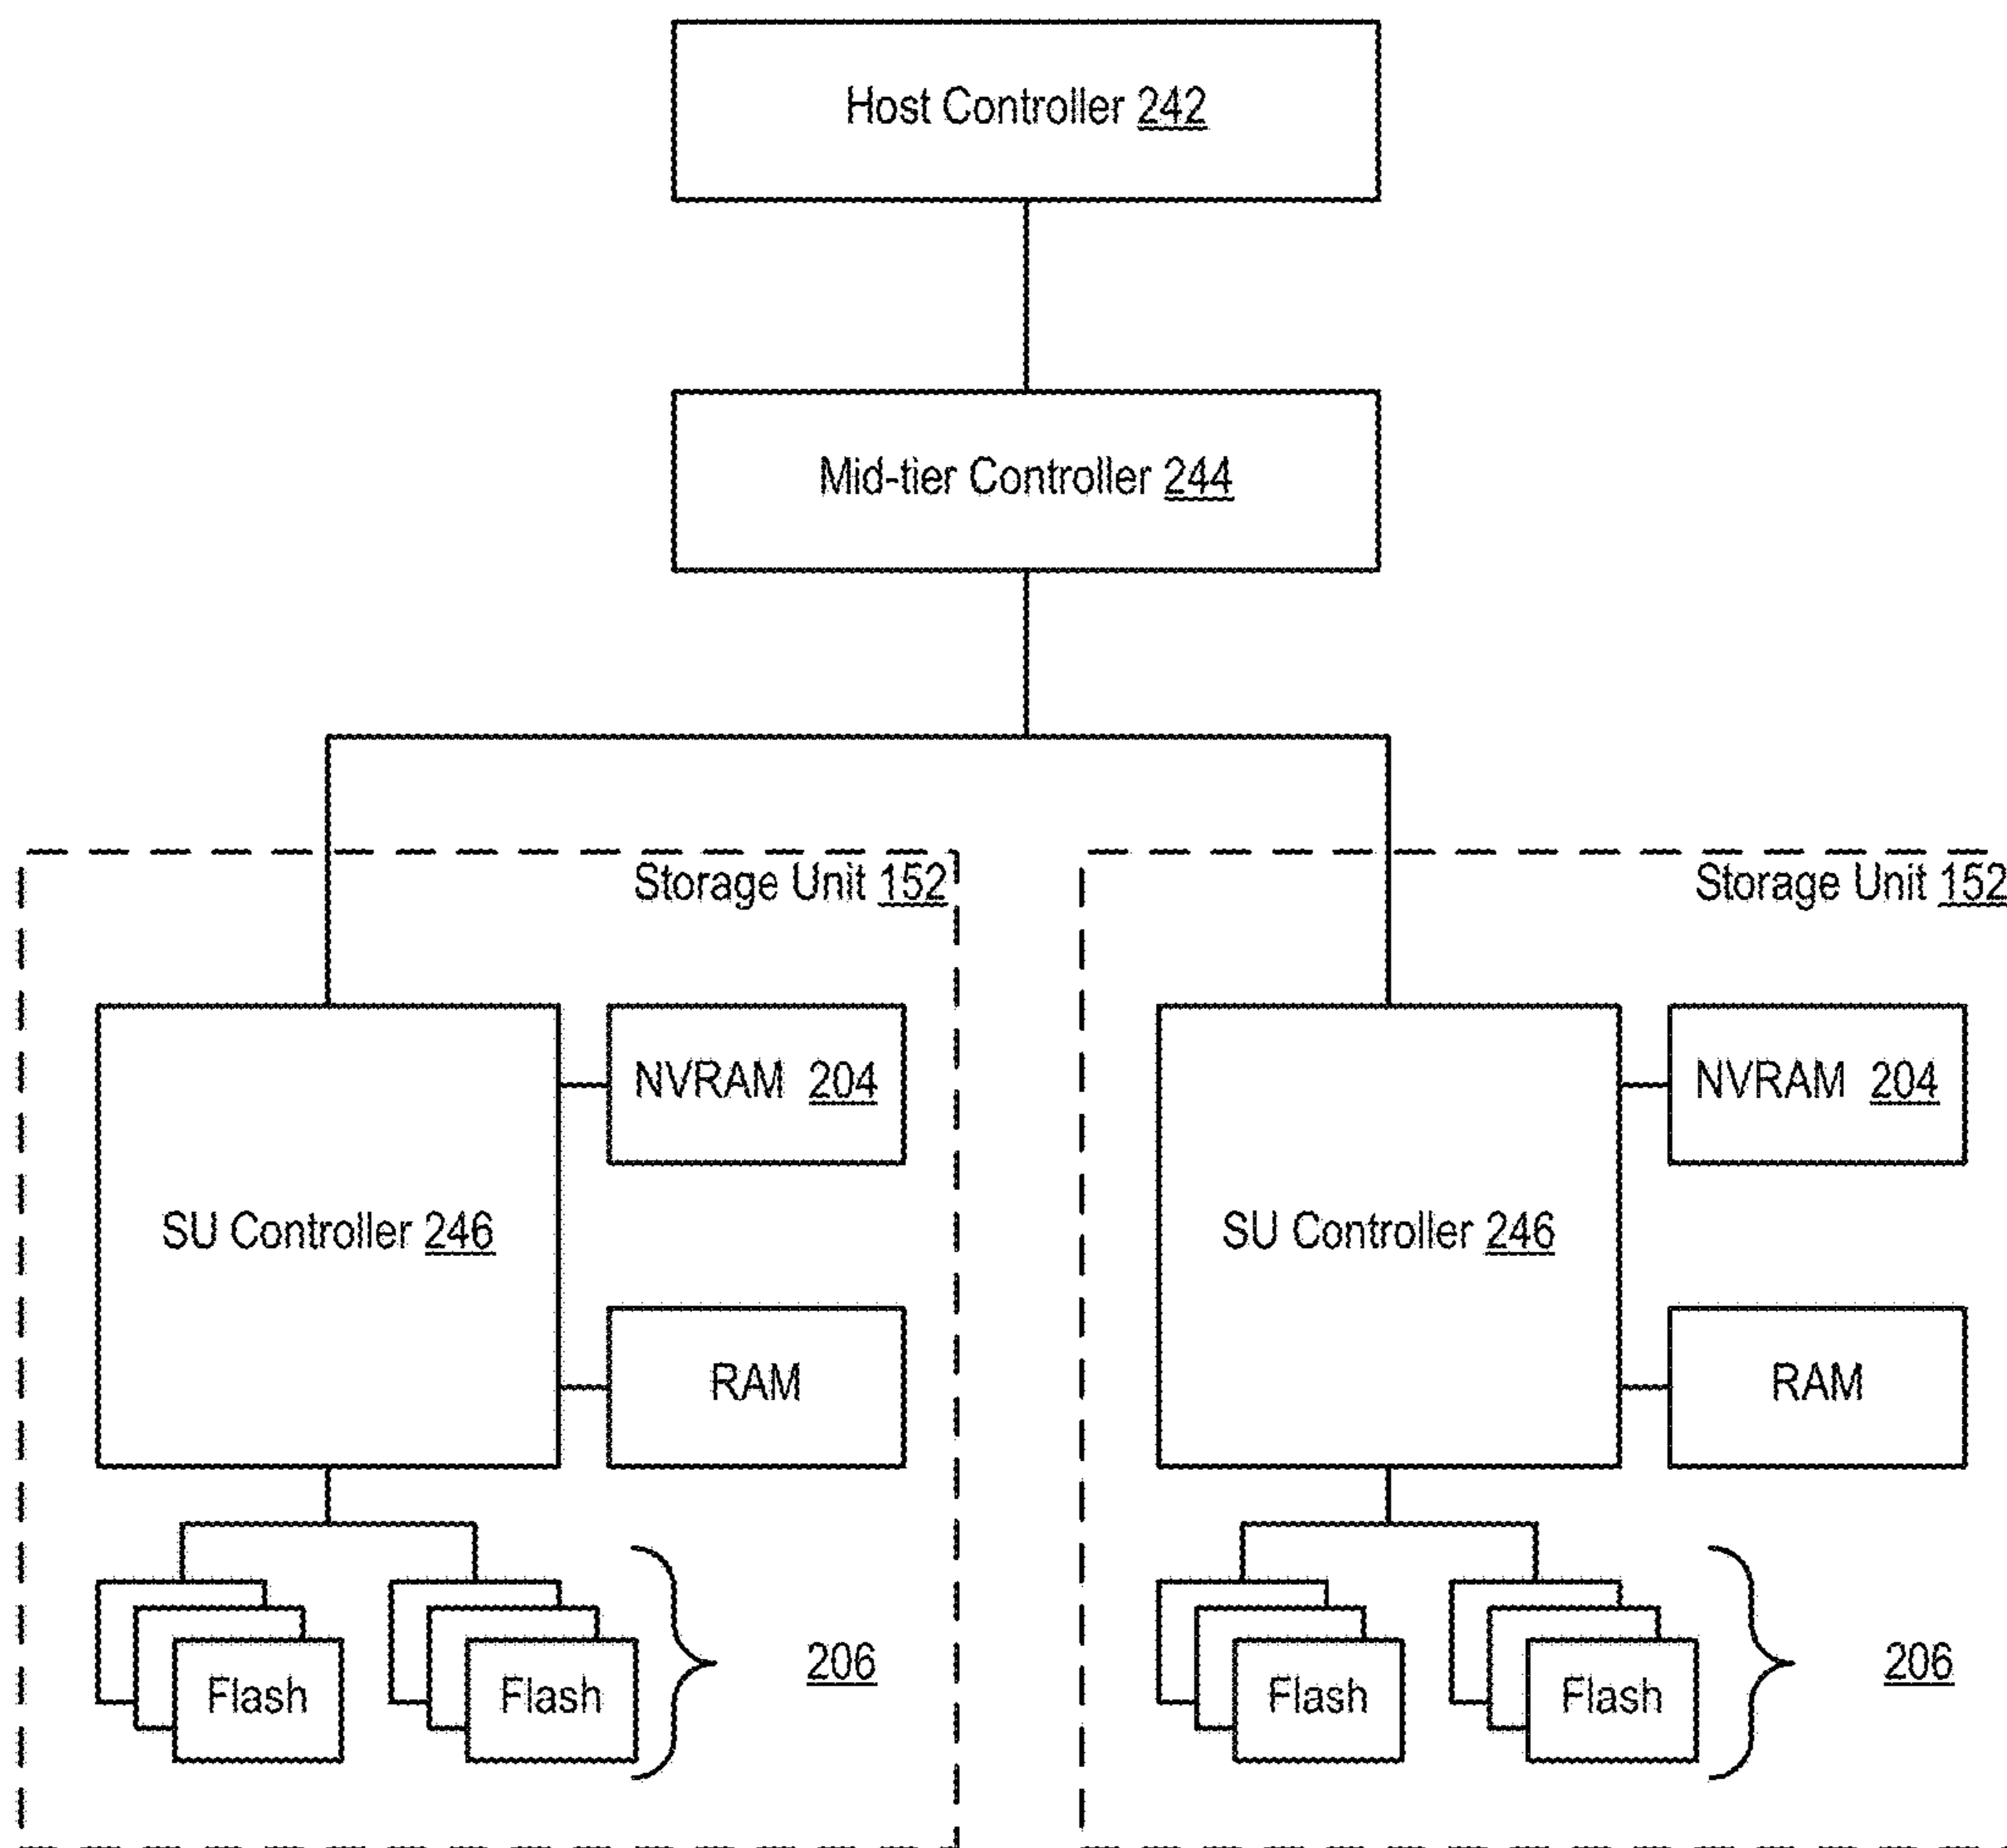 Host Controller 242
Mid-tier Controller 244
Storage Unit 152
Storage Unit 152
NVRAM 204
NVRAM 204
SU Controller 246
SU Controller 246
RAM
RAM
Flash
Flash
206
Flash
Flash
206